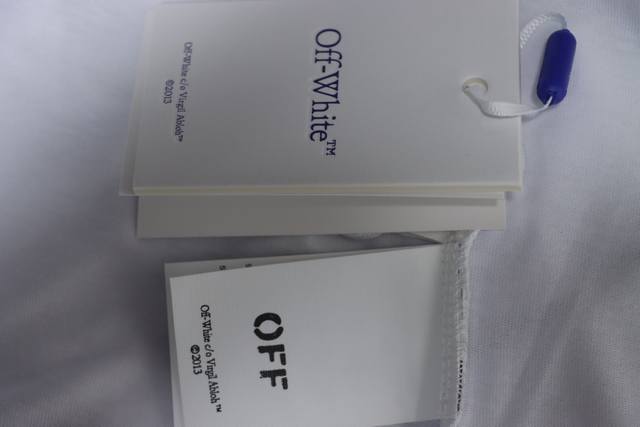 Off-White™
Off-White c/o Virgil Abloh™
©2013
OFF
Off-White c/o Virgil Abloh™
©2013